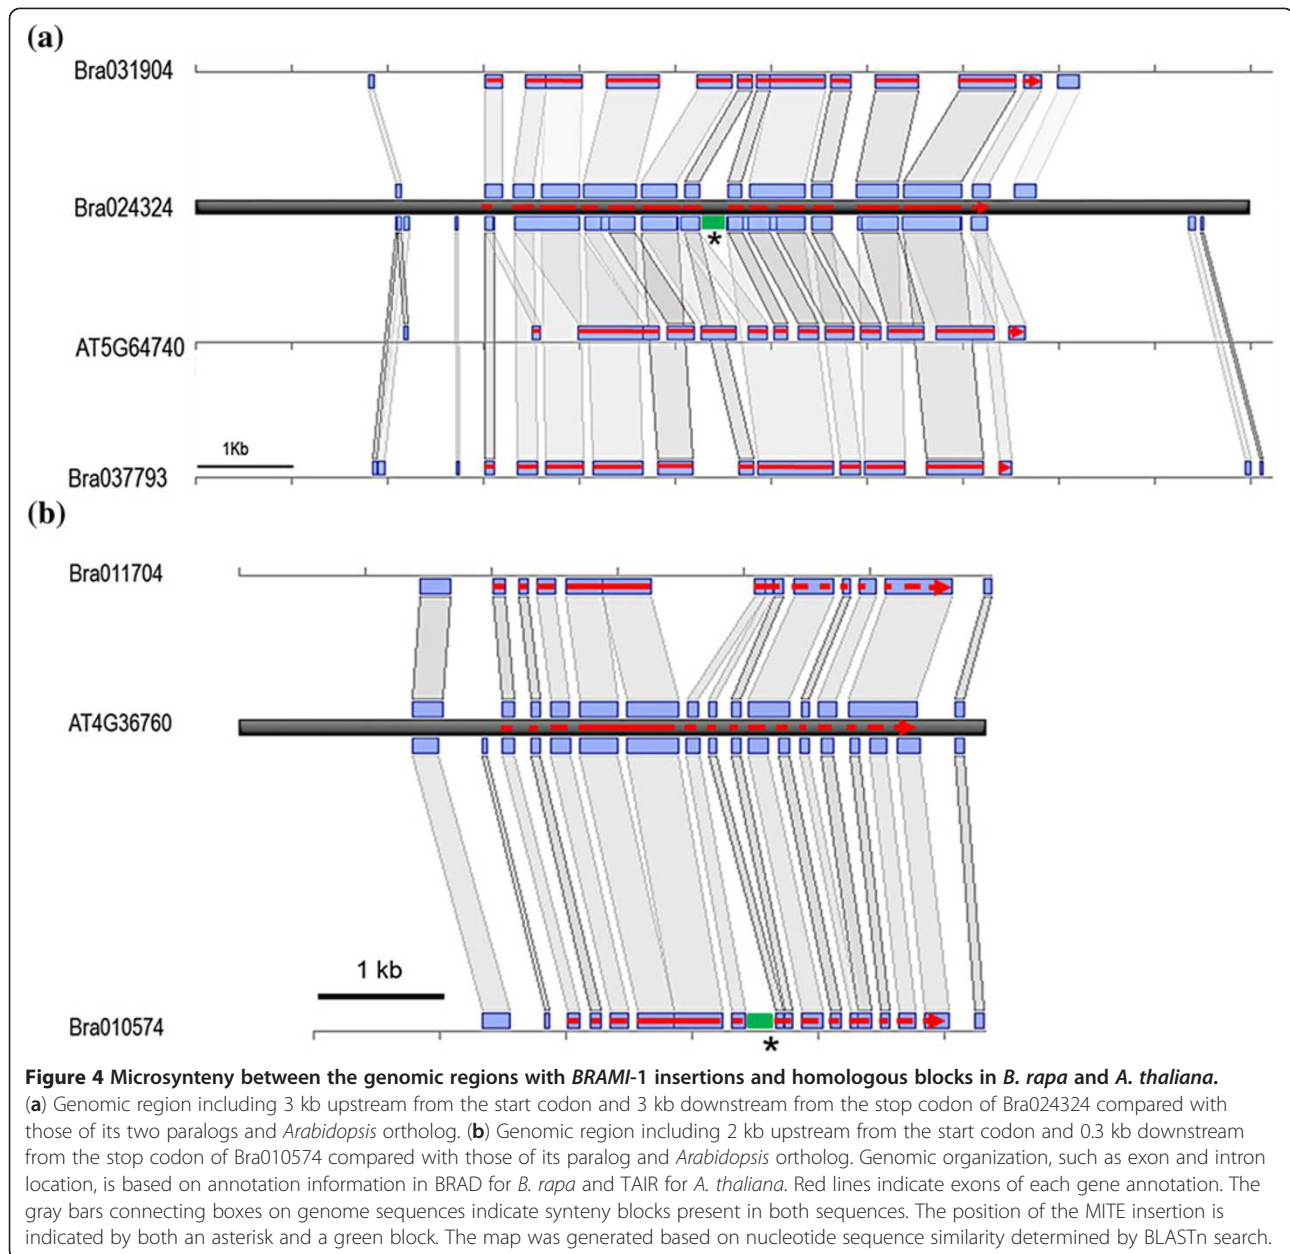 (a)
Bra031904
Bra024324
*
AT5G64740
1Kb
Bra037793
(b)
Bra011704
AT4G36760
1 kb
Bra010574
*
Figure 4 Microsynteny between the genomic regions with BRAMI-1 insertions and homologous blocks in B. rapa and A. thaliana.
(a) Genomic region including 3 kb upstream from the start codon and 3 kb downstream from the stop codon of Bra024324 compared with
those of its two paralogs and Arabidopsis ortholog. (b) Genomic region including 2 kb upstream from the start codon and 0.3 kb downstream
from the stop codon of Bra010574 compared with those of its paralog and Arabidopsis ortholog. Genomic organization, such as exon and intron
location, is based on annotation information in BRAD for B. rapa and TAIR for A. thaliana. Red lines indicate exons of each gene annotation. The
gray bars connecting boxes on genome sequences indicate synteny blocks present in both sequences. The position of the MITE insertion is
indicated by both an asterisk and a green block. The map was generated based on nucleotide sequence similarity determined by BLASTn search.